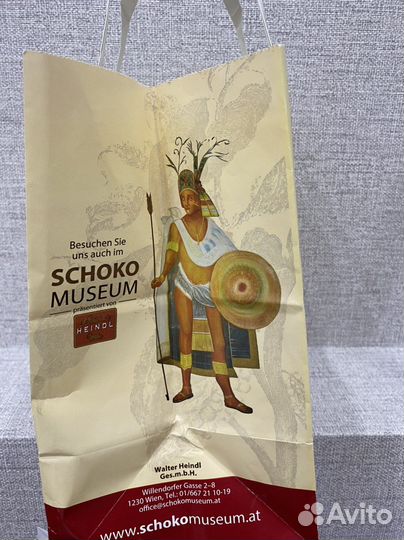 Besuchen Sie
uns auch im
SCHOKO
MUSEUM
präsentiert von
HEINDL
Walter Heindl
Ges.m.b.H.
Willendorfer Gasse 2–8
1230 Wien, Tel.: 01/667 21 10-19
office@schokomuseum.at
www.schokomuseum.at
Avito